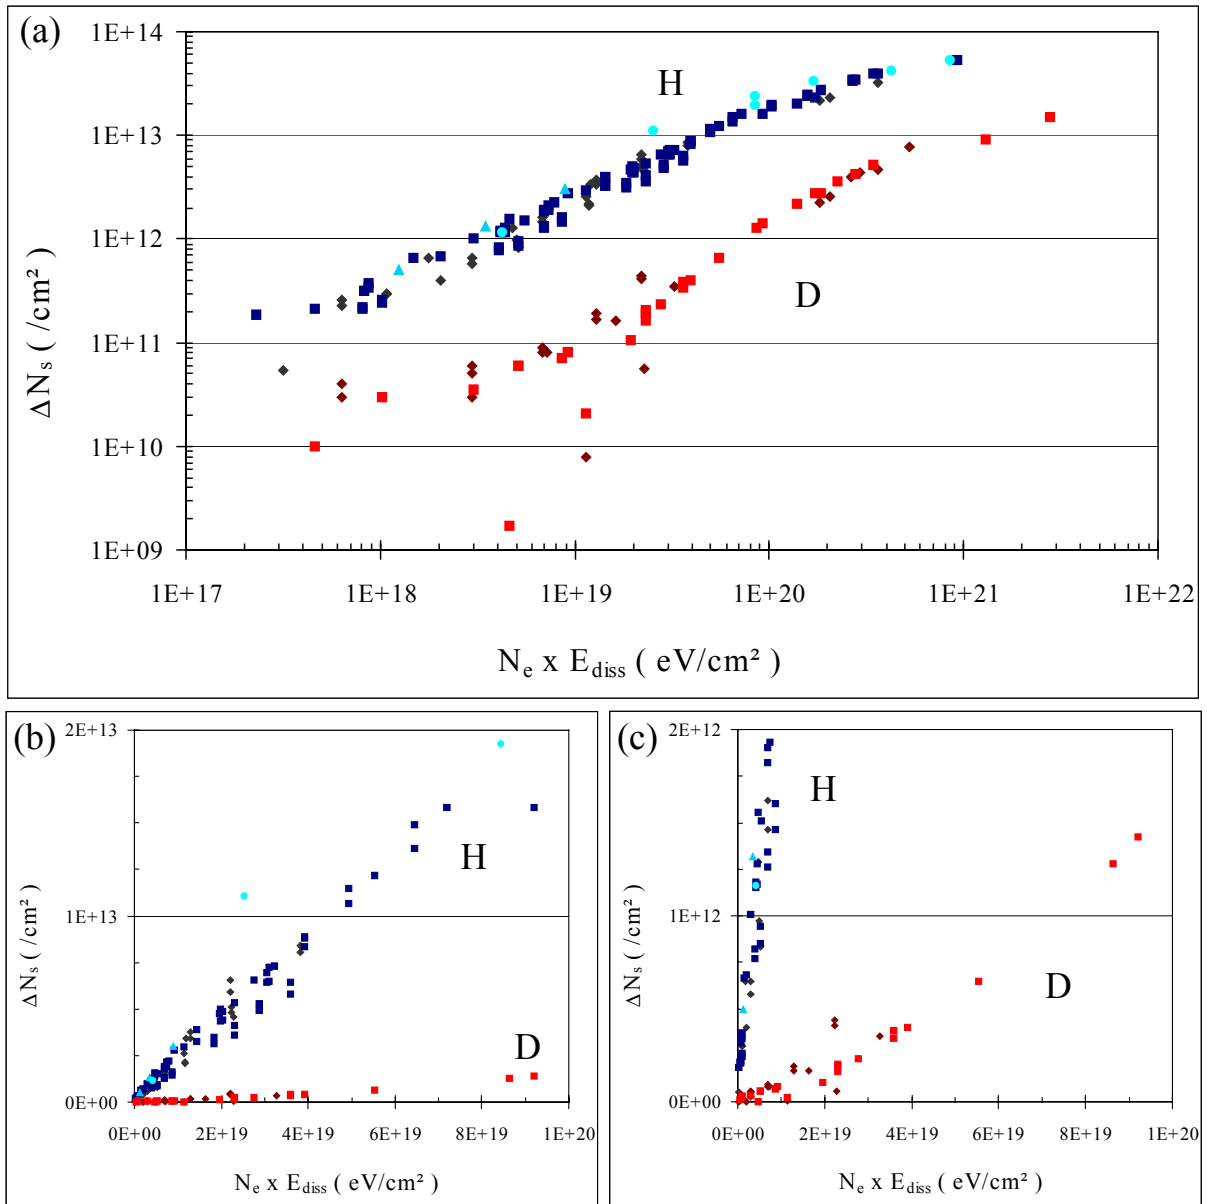 (a)
1E+14
1E+13
1E+12
1E+11
1E+10
1E+09
ΔNs ( /cm² )
H
D
1E+17 1E+18 1E+19 1E+20 1E+21 1E+22
Ne x Ediss ( eV/cm² )
(b)
2E+13
1E+13
0E+00
ΔNs ( /cm² )
H
D
0E+00 2E+19 4E+19 6E+19 8E+19 1E+20
Ne x Ediss ( eV/cm² )
(c)
2E+12
1E+12
0E+00
ΔNs ( /cm² )
H
D
0E+00 2E+19 4E+19 6E+19 8E+19 1E+20
Ne x Ediss ( eV/cm² )